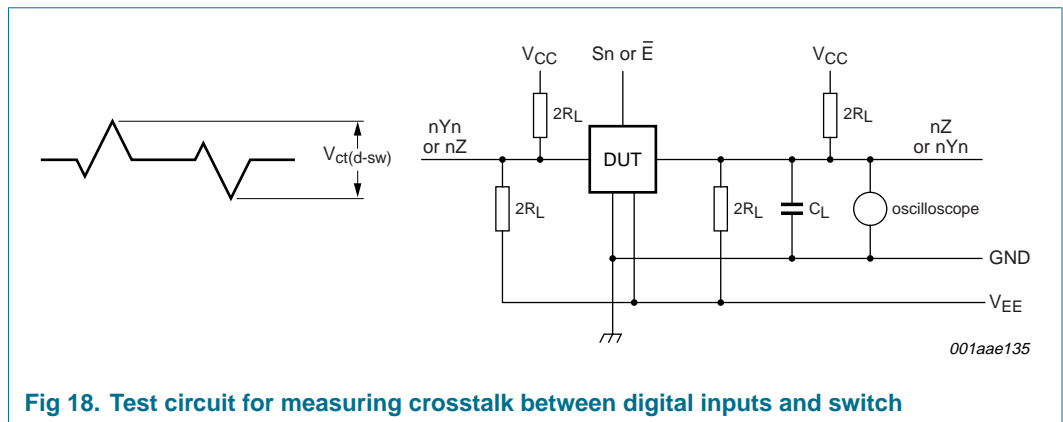 V_CC
Sn or E̅
V_CC
2R_L
2R_L
nYn
or nZ
nZ
or nYn
V_ct(d-sw)
DUT
2R_L
2R_L
C_L
oscilloscope
GND
V_EE
001aae135
Fig 18. Test circuit for measuring crosstalk between digital inputs and switch